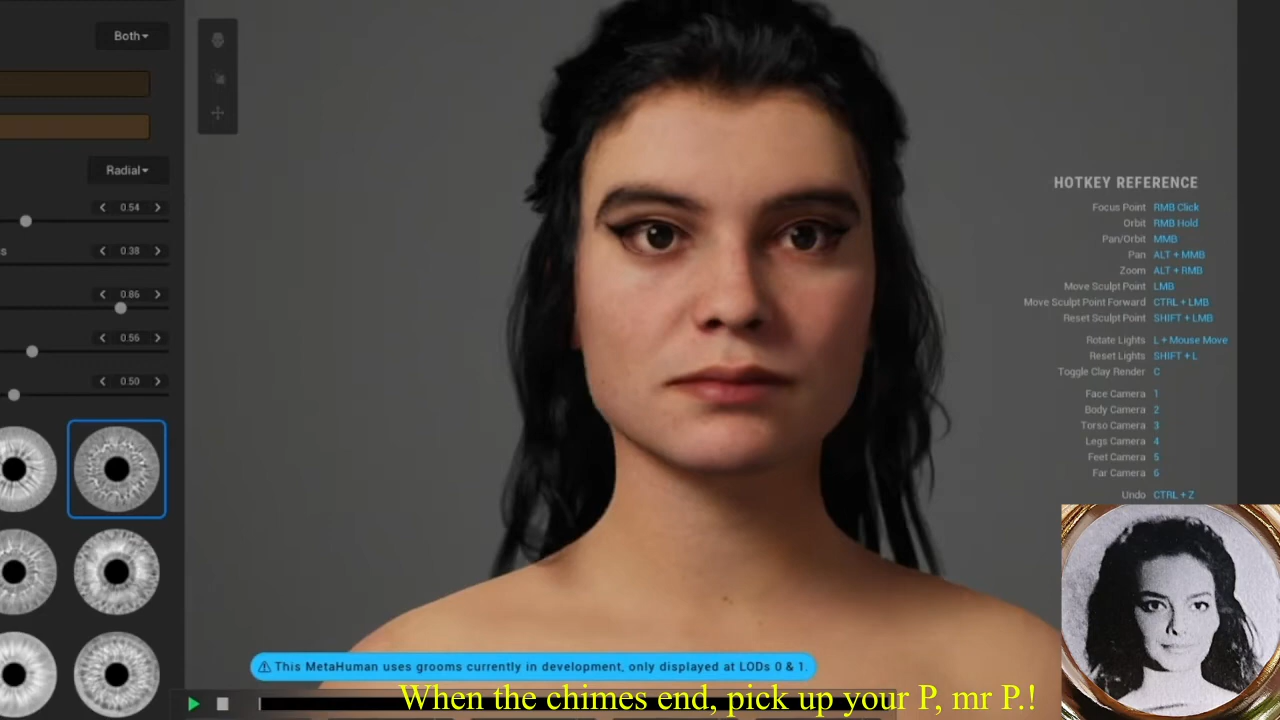 Both
Radial
0.54
s
0.38
0.86
0.56
0.50
HOTKEY REFERENCE
Focus Point RMB Click
Orbit RMB Hold
Pan/Orbit MMB
Pan ALT + MMB
Zoom ALT + RMB
Move Sculpt Point LMB
Move Sculpt Point Forward CTRL + LMB
Reset Sculpt Point SHIFT + LMB
Rotate Lights L + Mouse Move
Reset Lights SHIFT + L
Toggle Clay Render C
Face Camera 1
Body Camera 2
Torso Camera 3
Legs Camera 4
Feet Camera 5
Far Camera 6
Undo CTRL + Z
This MetaHuman uses grooms currently in development, only displayed at LODs 0 & 1.
When the chimes end, pick up your P, mr P.!